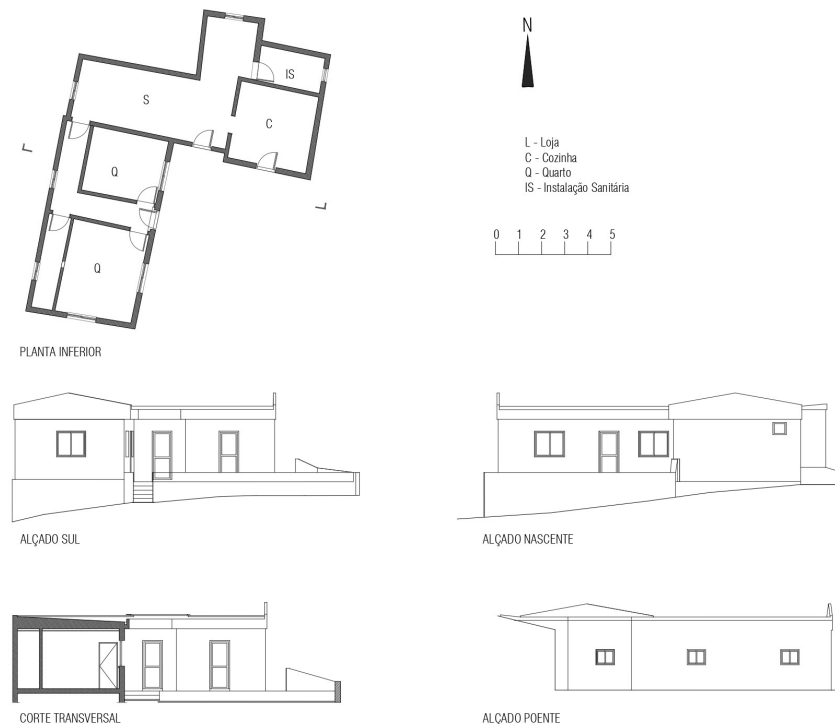 N
IS
S
C
Q
Q
L
L
L - Loja
C - Cozinha
Q - Quarto
IS - Instalação Sanitária
0 1 2 3 4 5
PLANTA INFERIOR
ALÇADO SUL
ALÇADO NASCENTE
CORTE TRANSVERSAL
ALÇADO POENTE